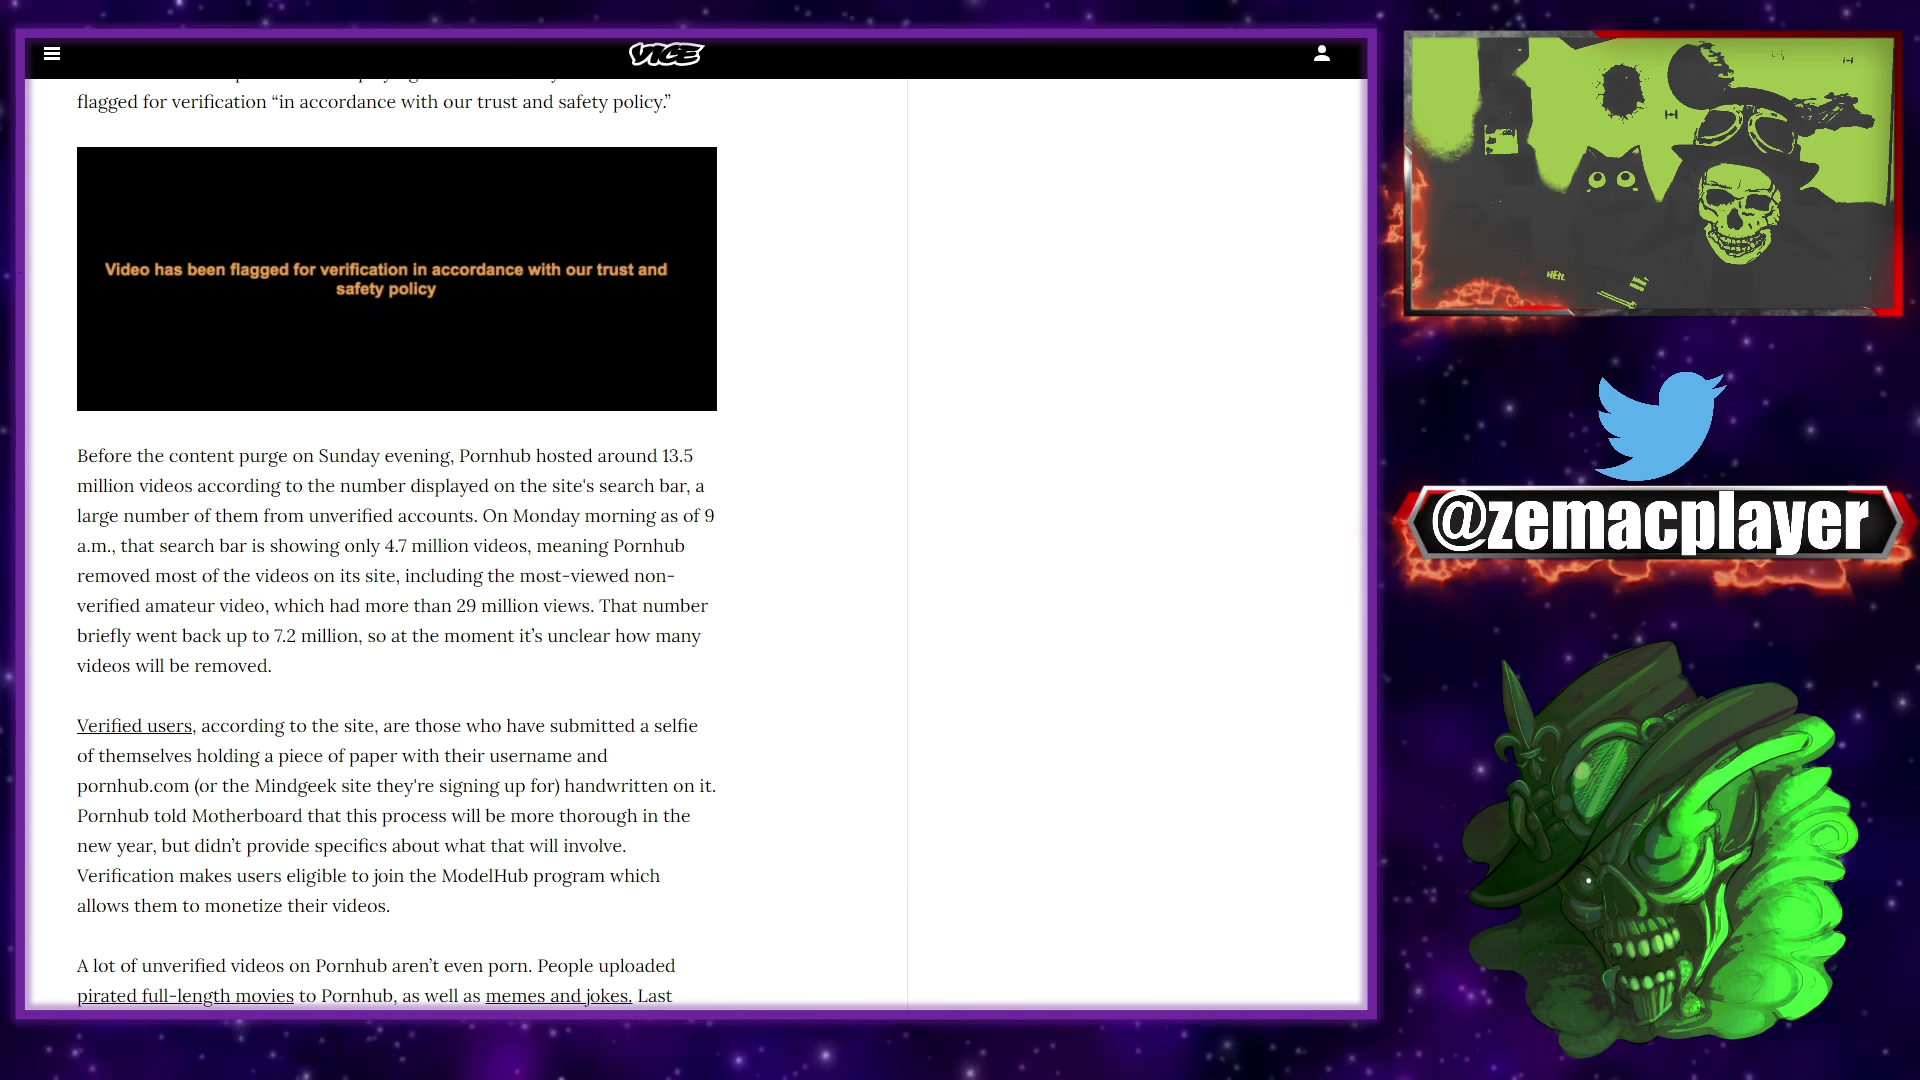 VICE
flagged for verification “in accordance with our trust and safety policy.”
Video has been flagged for verification in accordance with our trust and
safety policy
Before the content purge on Sunday evening, Pornhub hosted around 13.5
million videos according to the number displayed on the site's search bar, a
large number of them from unverified accounts. On Monday morning as of 9
a.m., that search bar is showing only 4.7 million videos, meaning Pornhub
removed most of the videos on its site, including the most-viewed non-
verified amateur video, which had more than 29 million views. That number
briefly went back up to 7.2 million, so at the moment it’s unclear how many
videos will be removed.
Verified users, according to the site, are those who have submitted a selfie
of themselves holding a piece of paper with their username and
pornhub.com (or the Mindgeek site they're signing up for) handwritten on it.
Pornhub told Motherboard that this process will be more thorough in the
new year, but didn’t provide specifics about what that will involve.
Verification makes users eligible to join the ModelHub program which
allows them to monetize their videos.
A lot of unverified videos on Pornhub aren’t even porn. People uploaded
pirated full-length movies to Pornhub, as well as memes and jokes. Last
@zemacplayer